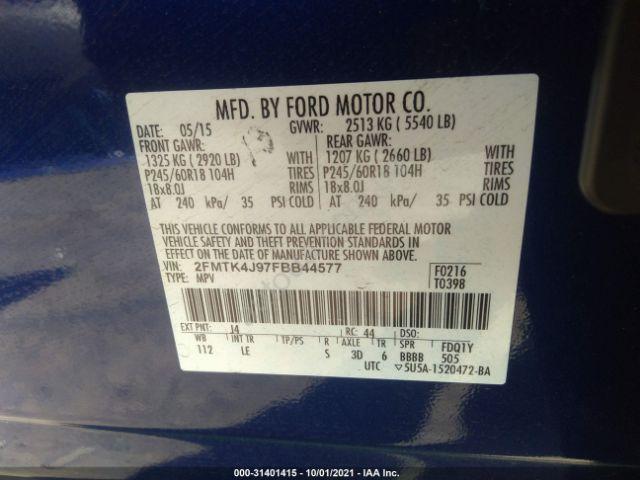 MFD. BY FORD MOTOR CO.
DATE: 05/15 GVWR: 2513 KG ( 5540 LB)
FRONT GAWR: REAR GAWR:
1325 KG ( 2920 LB) WITH 1207 KG ( 2660 LB) WITH
P245/60R18 104H TIRES P245/60R18 104H TIRES
18x8.0J RIMS 18x8.0J RIMS
AT 240 kPa/ 35 PSI COLD AT 240 kPa/ 35 PSI COLD
THIS VEHICLE CONFORMS TO ALL APPLICABLE FEDERAL MOTOR
VEHICLE SAFETY AND THEFT PREVENTION STANDARDS IN
EFFECT ON THE DATE OF MANUFACTURE SHOWN ABOVE.
VIN: 2FMTK4J97FBB44577 F0216
TYPE: MPV T0398
EXT PNT: J4 RC: 44 DSO:
WB INT TR TP/PS R AXLE TR SPR FDQ1Y
112 LE S 3D 6 BBBB 505
UTC 5U5A-1520472-BA
000-31401415 - 10/01/2021 - IAA Inc.